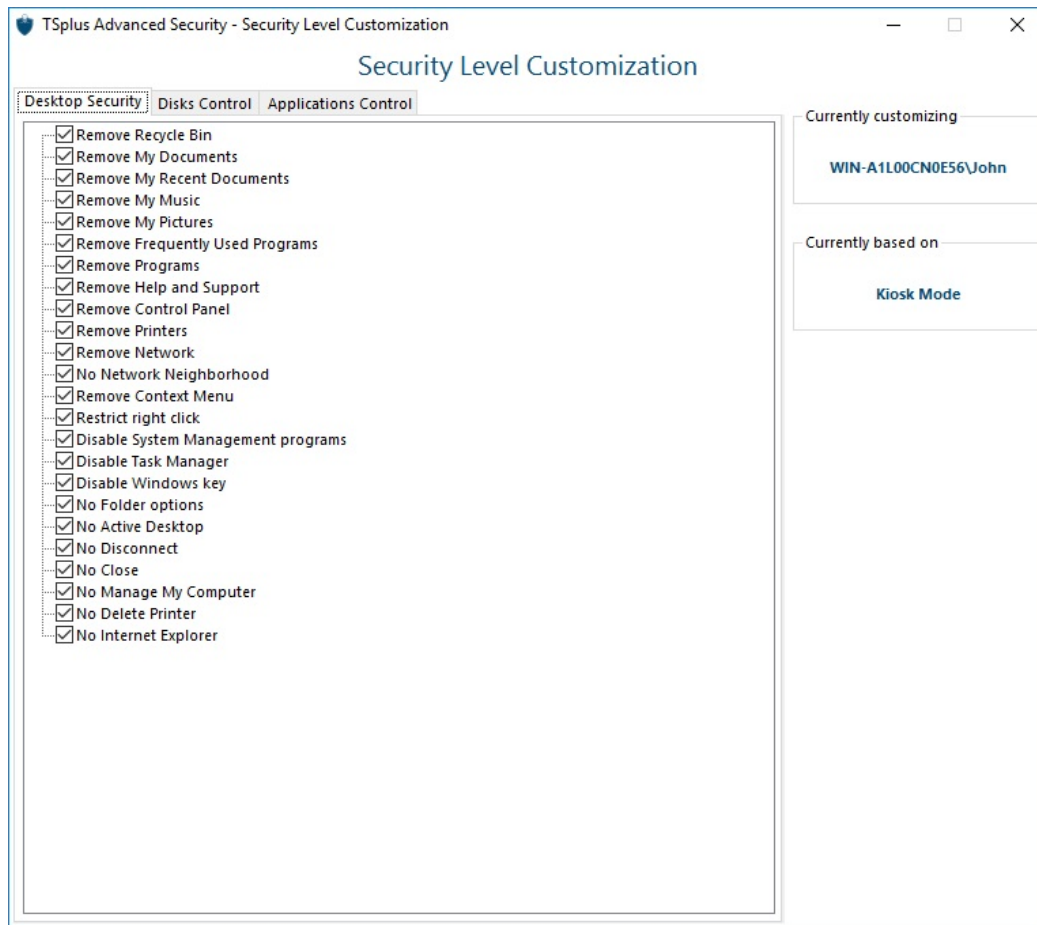 TSplus Advanced Security - Security Level Customization
Security Level Customization
Desktop Security Disks Control Applications Control
Remove Recycle Bin
Remove My Documents
Remove My Recent Documents
Remove My Music
Remove My Pictures
Remove Frequently Used Programs
Remove Programs
Remove Help and Support
Remove Control Panel
Remove Printers
Remove Network
No Network Neighborhood
Remove Context Menu
Restrict right click
Disable System Management programs
Disable Task Manager
Disable Windows key
No Folder options
No Active Desktop
No Disconnect
No Close
No Manage My Computer
No Delete Printer
No Internet Explorer
Currently customizing
WIN-A1L00CN0E56\John
Currently based on
Kiosk Mode